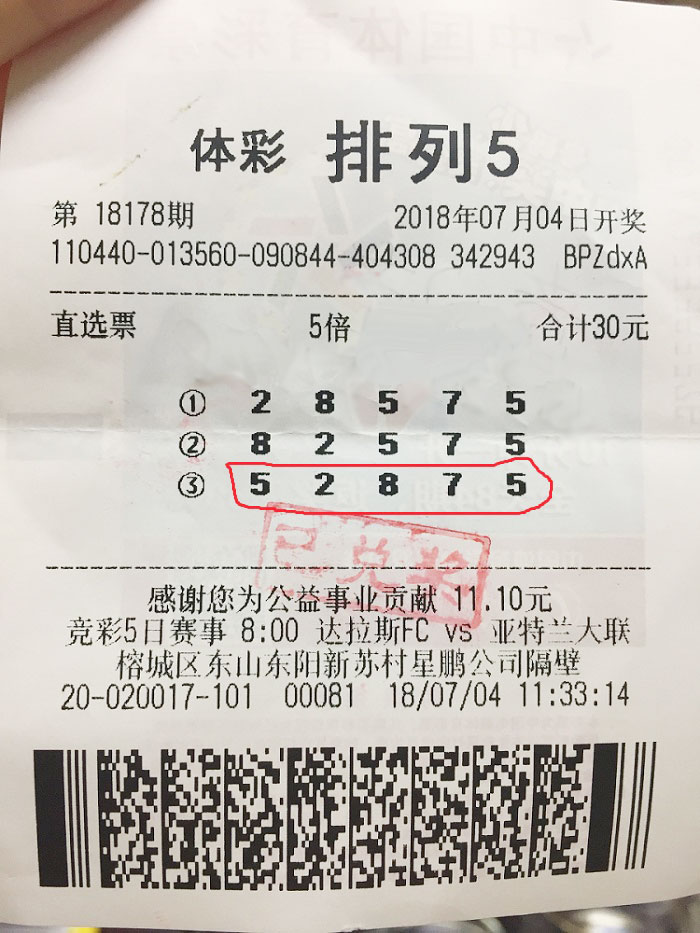 体彩 排列5
第 18178期 2018年07月04日开奖
110440-013560-090844-404308 342943 BPZdxA
直选票 5倍 合计30元
① 2 8 5 7 5
② 8 2 5 7 5
③ 5 2 8 7 5
已兑奖
感谢您为公益事业贡献 11.10元
竞彩5日赛事 8:00 达拉斯FC vs 亚特兰大联
榕城区东山东阳新苏村星鹏公司隔壁
20-020017-101 00081 18/07/04 11:33:14